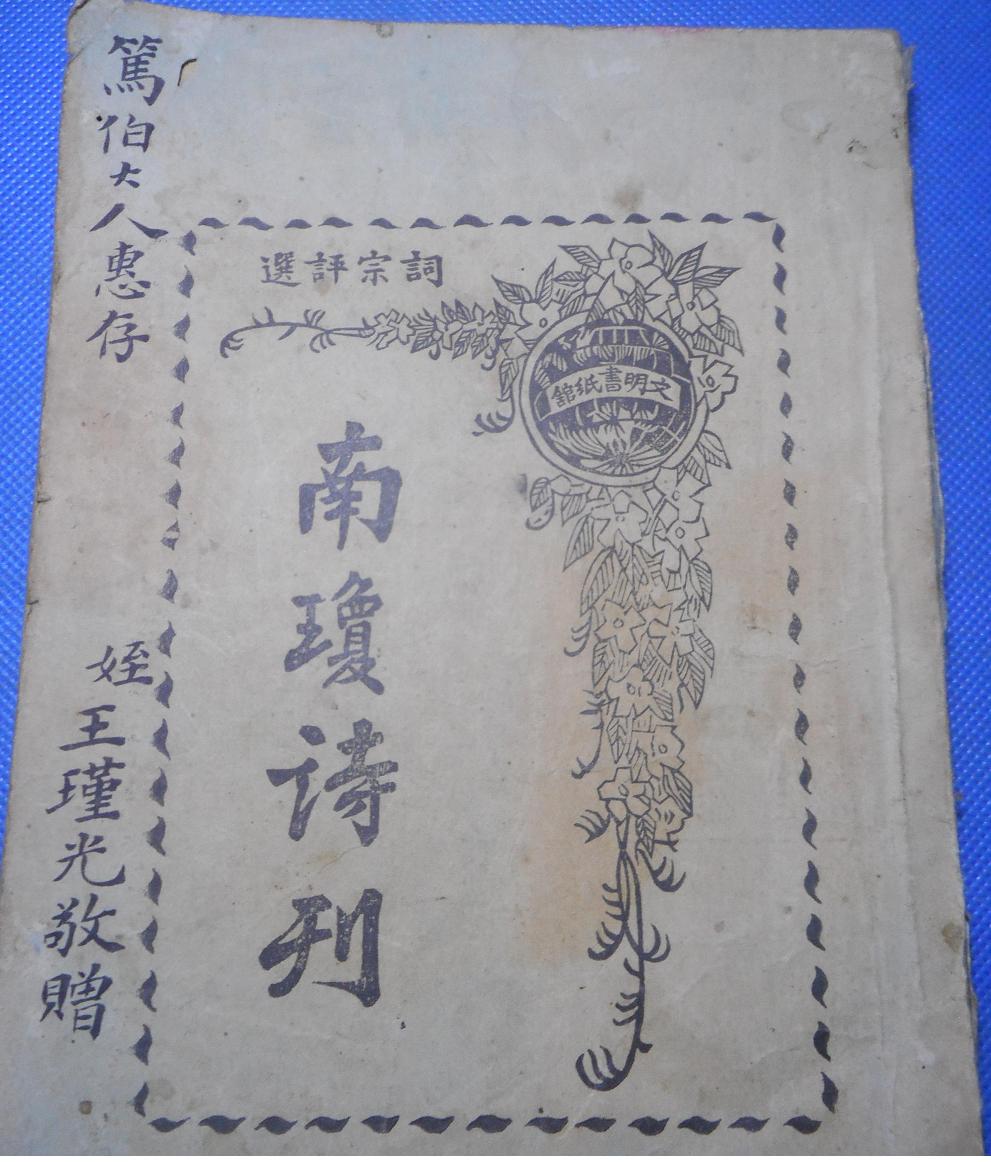 詞宗評選
文明書紙館
南瓊詩刊
篤伯大人惠存
姪王瑾光敬贈